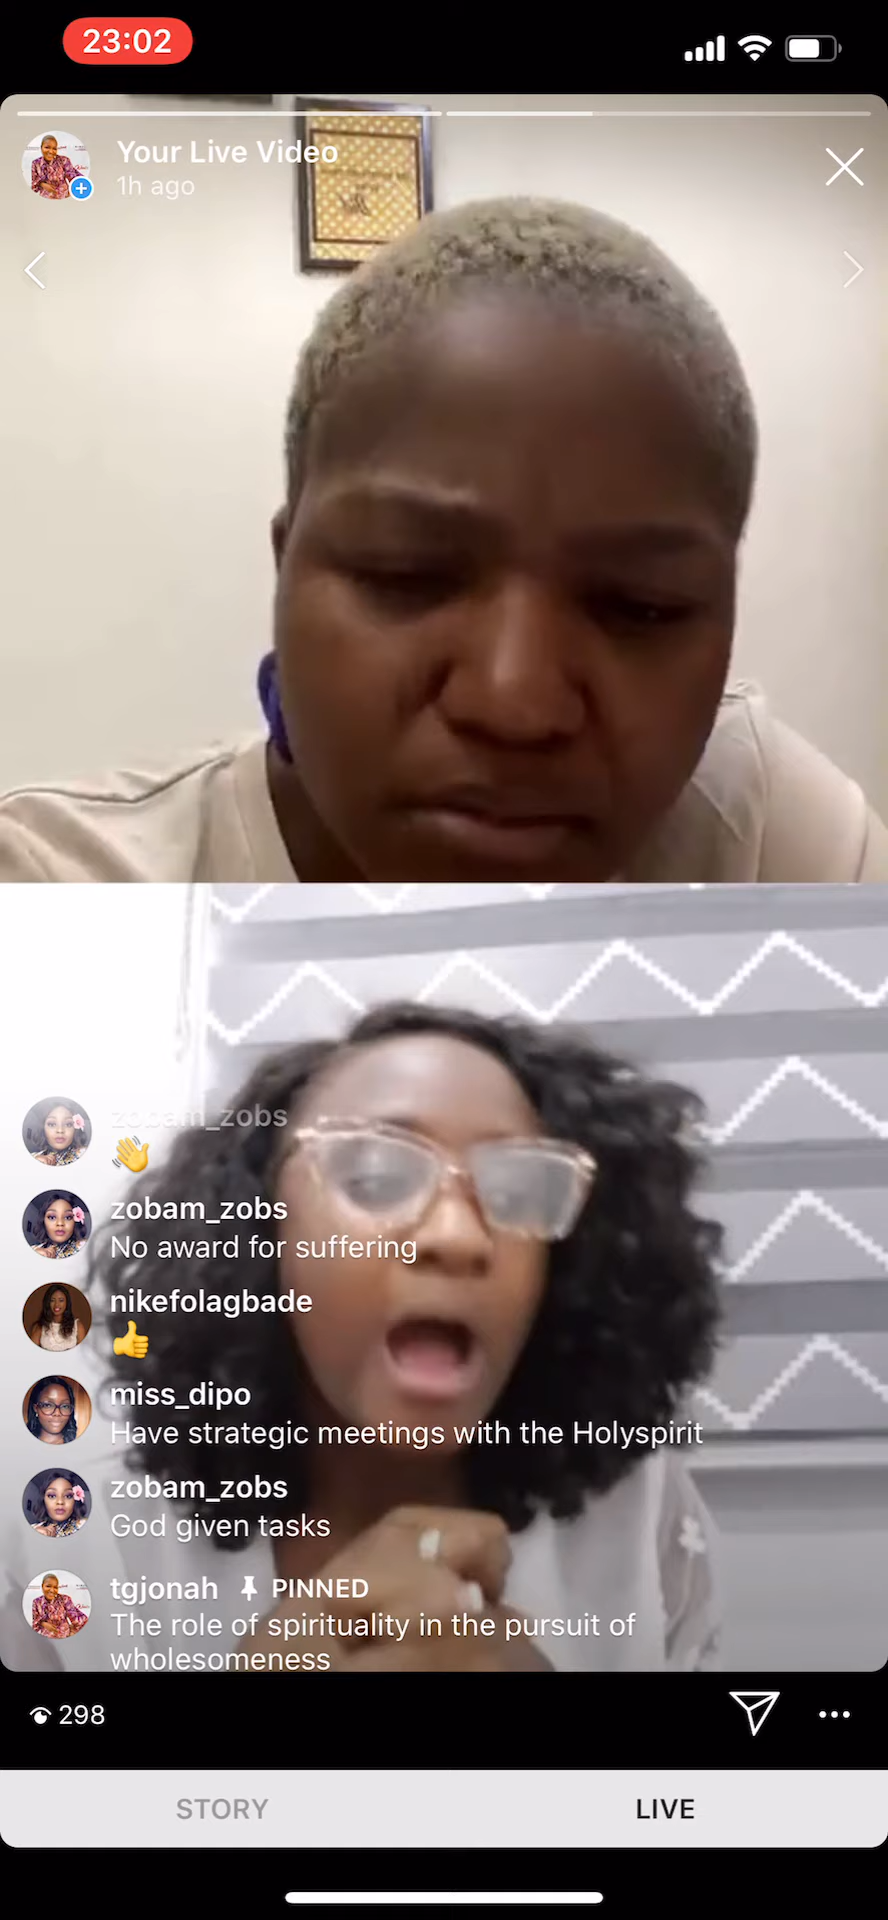 23:02
Your Live Video
1h ago
zobam_zobs
👋
zobam_zobs
No award for suffering
nikefolagbade
👍
miss_dipo
Have strategic meetings with the Holyspirit
zobam_zobs
God given tasks
tgjonah PINNED
The role of spirituality in the pursuit of
wholesomeness
298
STORY
LIVE